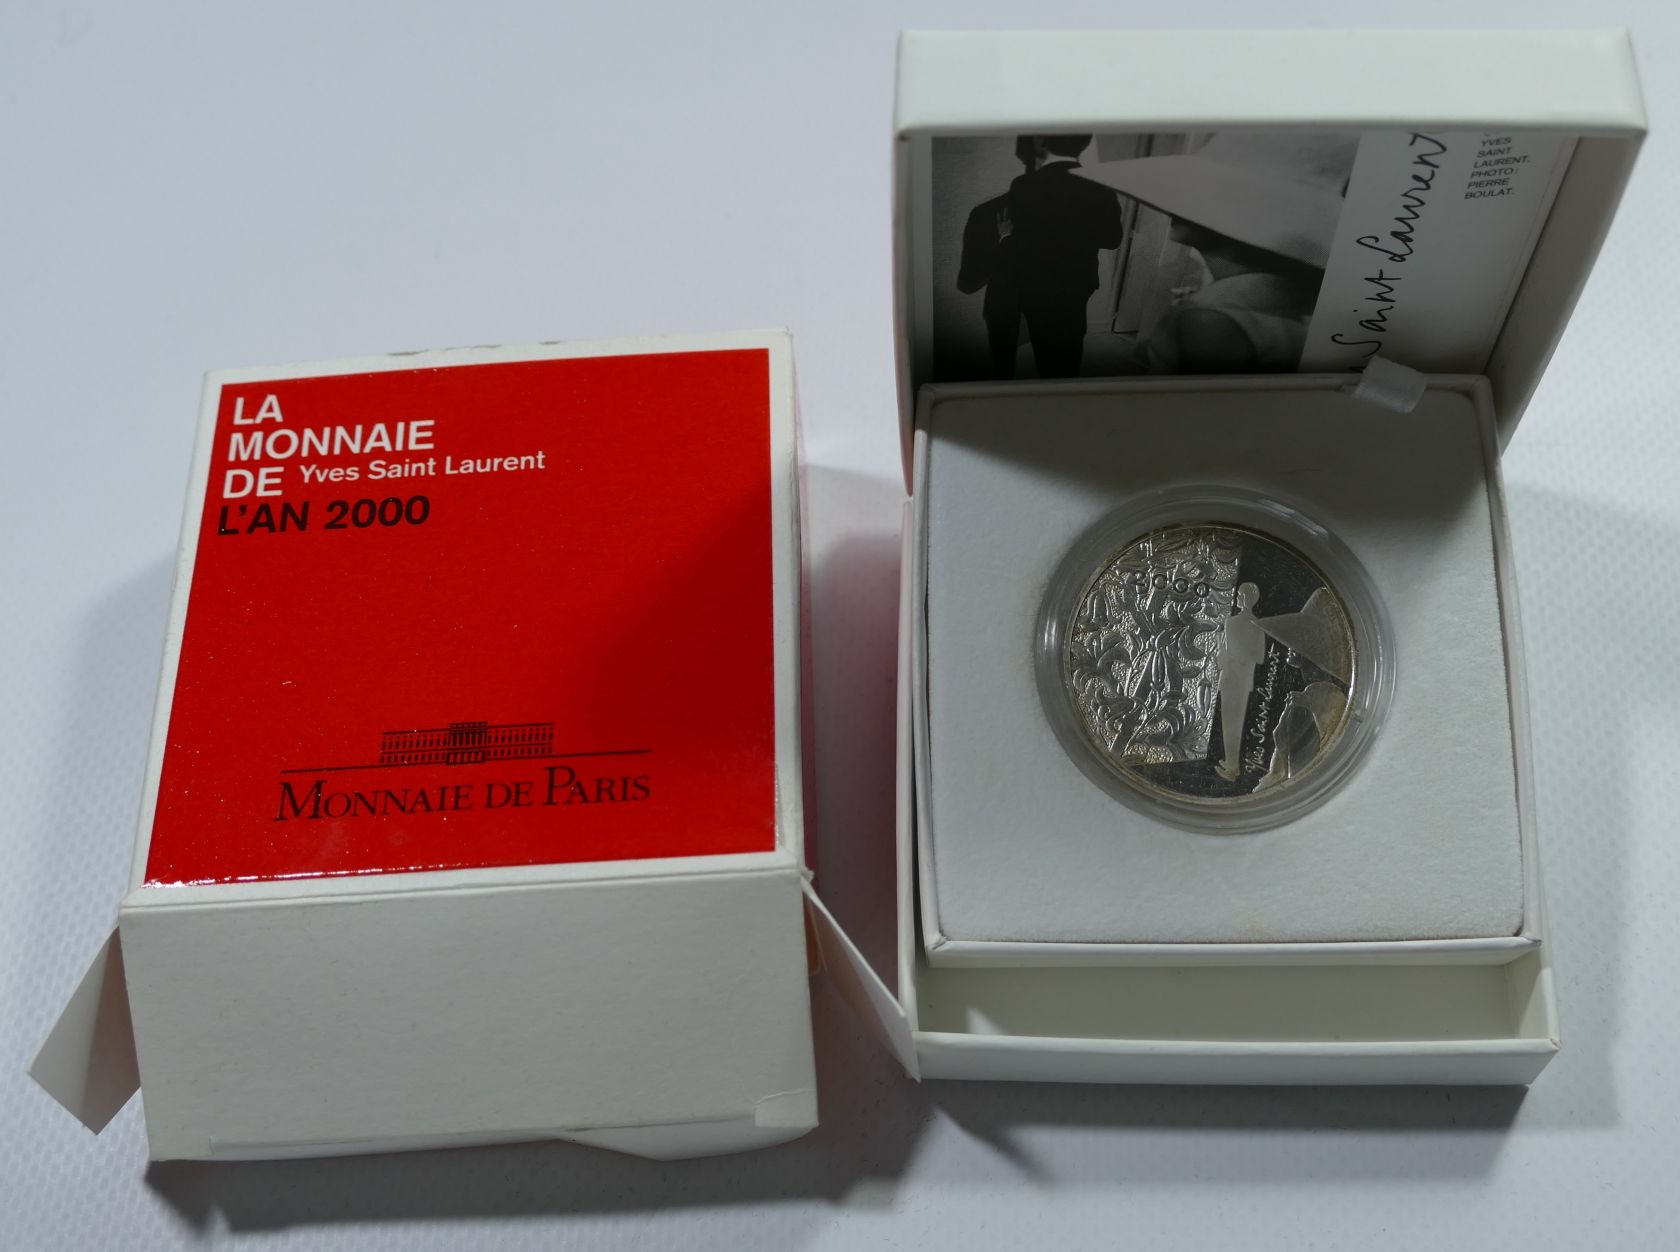 LA
MONNAIE
DE Yves Saint Laurent
L'AN 2000
MONNAIE DE PARIS
YVES
SAINT
LAURENT.
PHOTO:
PIERRE
BOULAT.
Saint Laurent
2000
Yves Saint Laurent